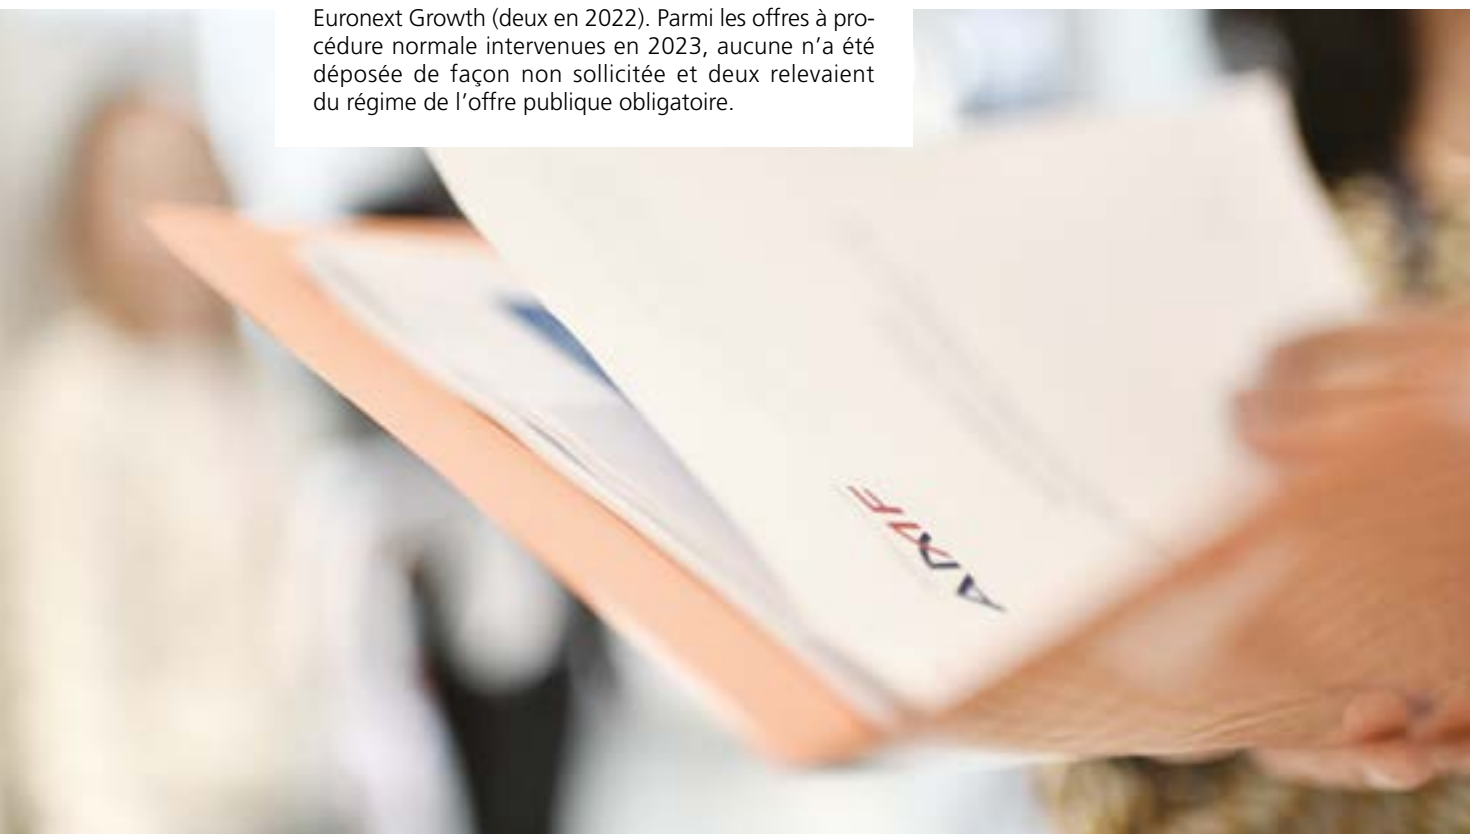 Euronext Growth (deux en 2022). Parmi les offres à pro-
cédure normale intervenues en 2023, aucune n’a été
déposée de façon non sollicitée et deux relevaient
du régime de l’offre publique obligatoire.
AMF